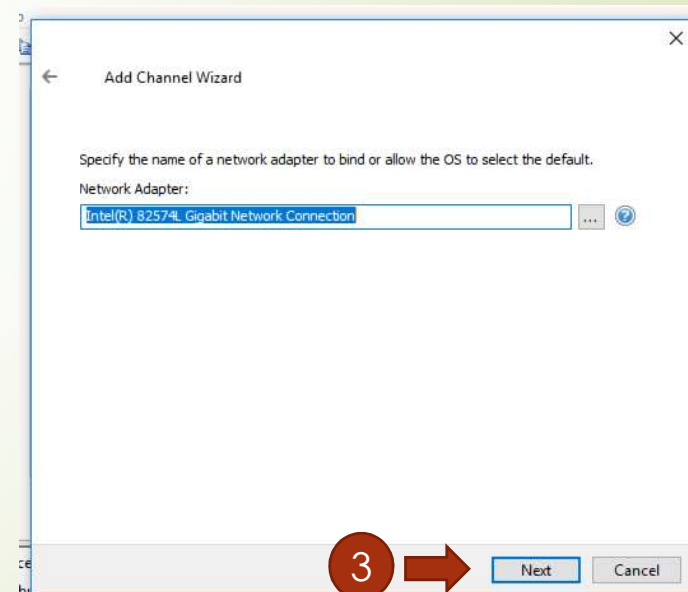 Add Channel Wizard
Specify the name of a network adapter to bind or allow the OS to select the default.
Network Adapter:
Intel(R) 82574L Gigabit Network Connection
...
?
3
Next
Cancel